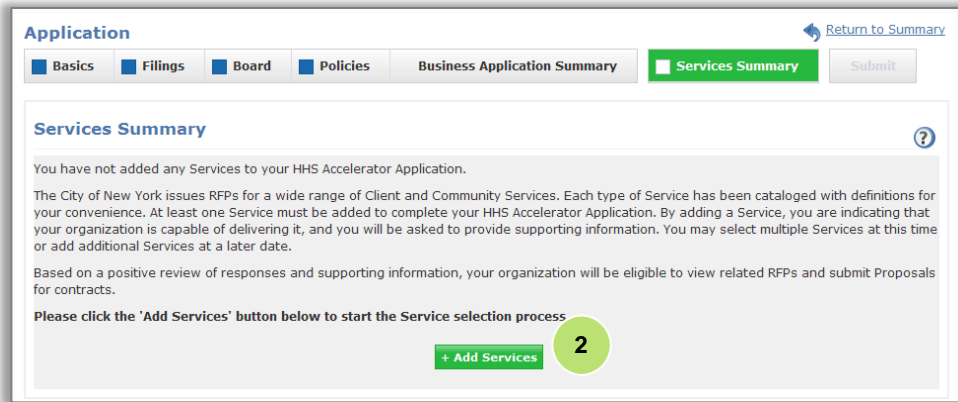 Application
Return to Summary
Basics Filings Board Policies Business Application Summary Services Summary Submit
Services Summary
?
You have not added any Services to your HHS Accelerator Application.
The City of New York issues RFPs for a wide range of Client and Community Services. Each type of Service has been cataloged with definitions for
your convenience. At least one Service must be added to complete your HHS Accelerator Application. By adding a Service, you are indicating that
your organization is capable of delivering it, and you will be asked to provide supporting information. You may select multiple Services at this time
or add additional Services at a later date.
Based on a positive review of responses and supporting information, your organization will be eligible to view related RFPs and submit Proposals
for contracts.
Please click the 'Add Services' button below to start the Service selection process
+ Add Services
2